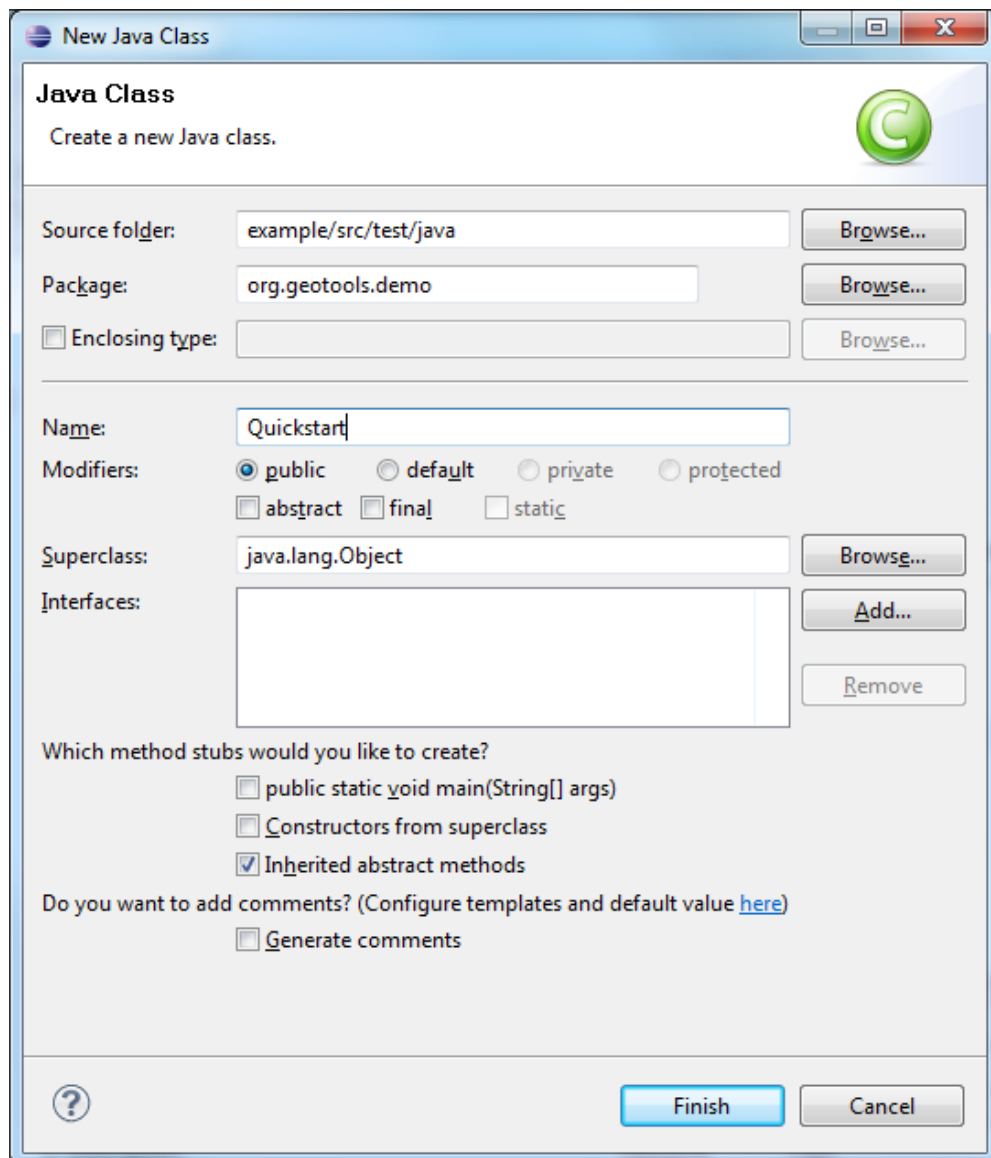 New Java Class
Java Class
Create a new Java class.
Source folder: example/src/test/java Browse...
Package: org.geotools.demo Browse...
Enclosing type: Browse...
Name: Quickstart
Modifiers: public default private protected
abstract final static
Superclass: java.lang.Object Browse...
Interfaces: Add...
Remove
Which method stubs would you like to create?
public static void main(String[] args)
Constructors from superclass
Inherited abstract methods
Do you want to add comments? (Configure templates and default value here)
Generate comments
Finish Cancel